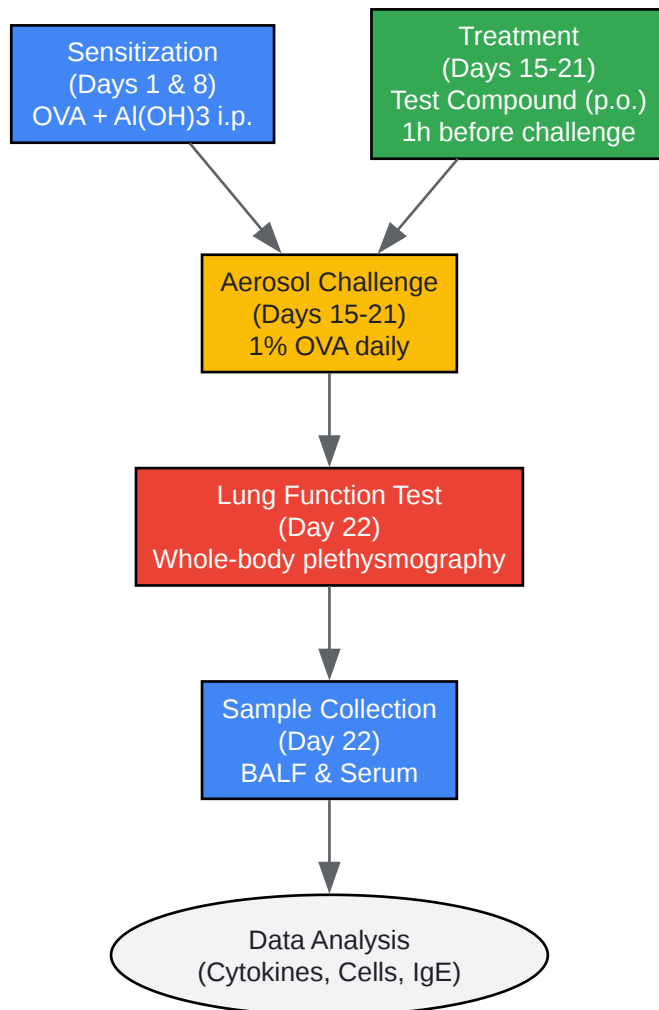 Sensitization
(Days 1 & 8)
OVA + Al(OH)3 i.p.
Treatment
(Days 15-21)
Test Compound (p.o.)
1h before challenge
Aerosol Challenge
(Days 15-21)
1% OVA daily
Lung Function Test
(Day 22)
Whole-body plethysmography
Sample Collection
(Day 22)
BALF & Serum
Data Analysis
(Cytokines, Cells, IgE)